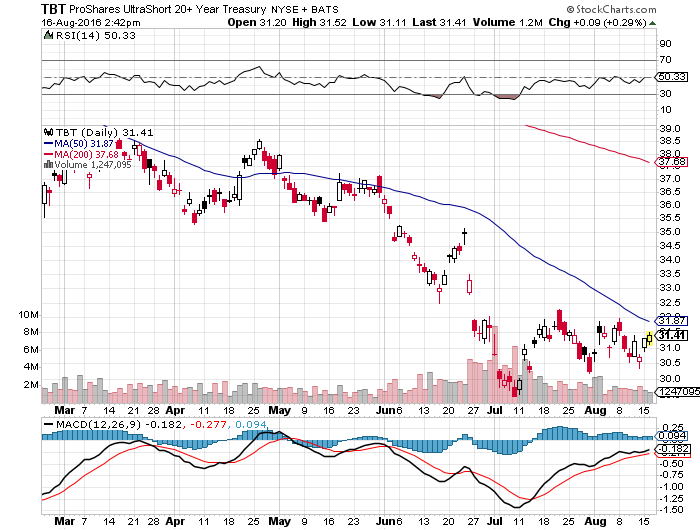 TBT ProShares UltraShort 20+ Year Treasury NYSE + BATS © StockCharts.com
16-Aug-2016 2:42pm Open 31.20 High 31.52 Low 31.11 Last 31.41 Volume 1.2M Chg +0.09 (+0.29%)
RSI(14) 50.33
90
70
50.33
30
10
TBT (Daily) 31.41
MA(50) 31.87
MA(200) 37.68
Volume 1,247,095
39.0
38.5
38.0
37.68
37.0
36.5
36.0
35.5
35.0
34.5
34.0
33.5
33.0
32.5
32.0
31.87
31.41
31.0
30.5
30.0
1247095
10M
8M
6M
4M
2M
Mar 7 14 21 28 Apr 11 18 25 May 9 16 23 Jun 6 13 20 27 Jul 11 18 25 Aug 8 15
MACD(12,26,9) -0.182, -0.277, 0.094
0.25
0.094
-0.182
-0.50
-0.75
-1.00
-1.25
-1.50
Mar 7 14 21 28 Apr 11 18 25 May 9 16 23 Jun 6 13 20 27 Jul 11 18 25 Aug 8 15